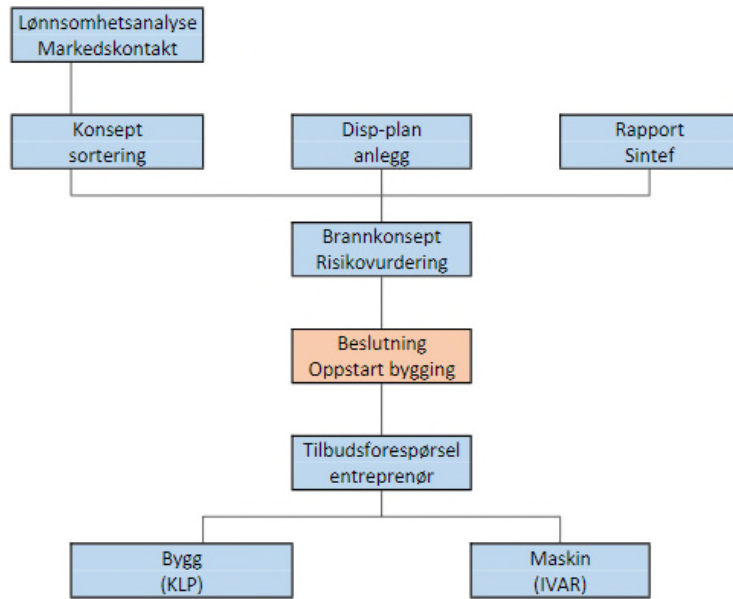 Lønnsomhetsanalyse
Markedskontakt
Konsept
sortering
Disp-plan
anlegg
Rapport
Sintef
Brannkonsept
Risikovurdering
Beslutning
Oppstart bygging
Tilbudsforespørsel
entreprenør
Bygg
(KLP)
Maskin
(IVAR)